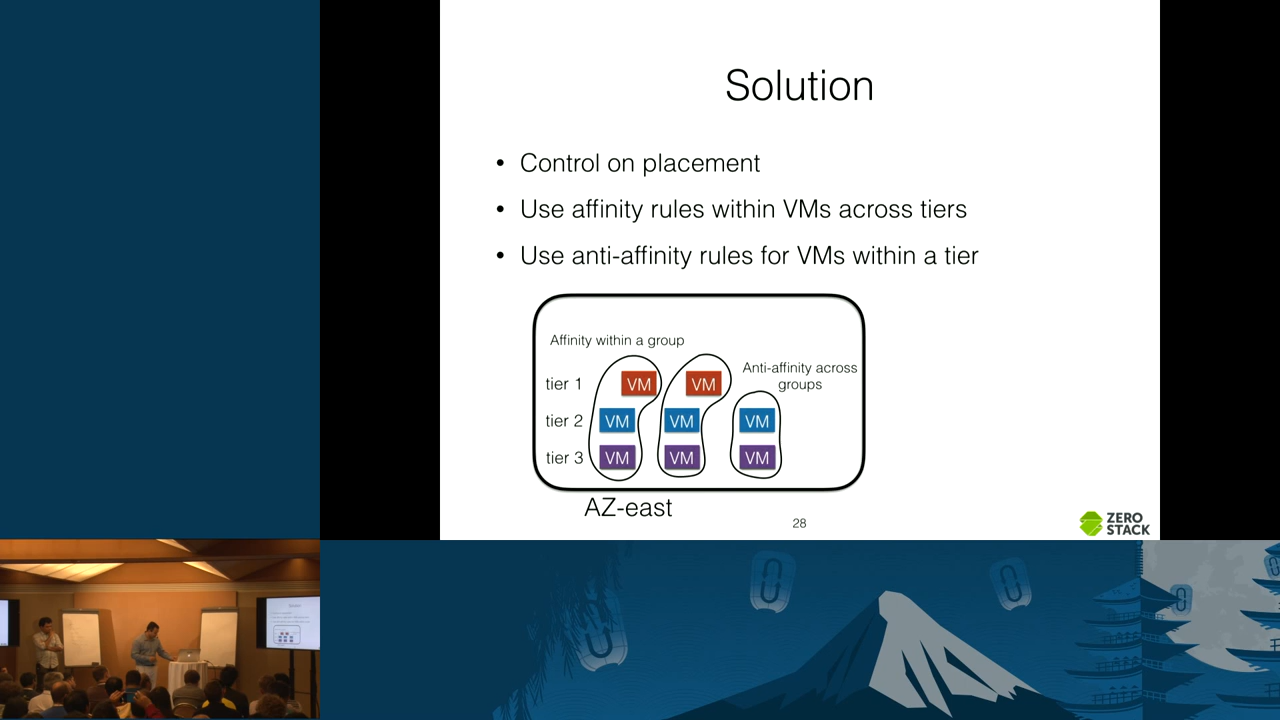 Solution
• Control on placement
• Use affinity rules within VMs across tiers
• Use anti-affinity rules for VMs within a tier
Affinity within a group
Anti-affinity across
groups
tier 1 VM VM
tier 2 VM VM VM
tier 3 VM VM VM
AZ-east
28
ZERO
STACK